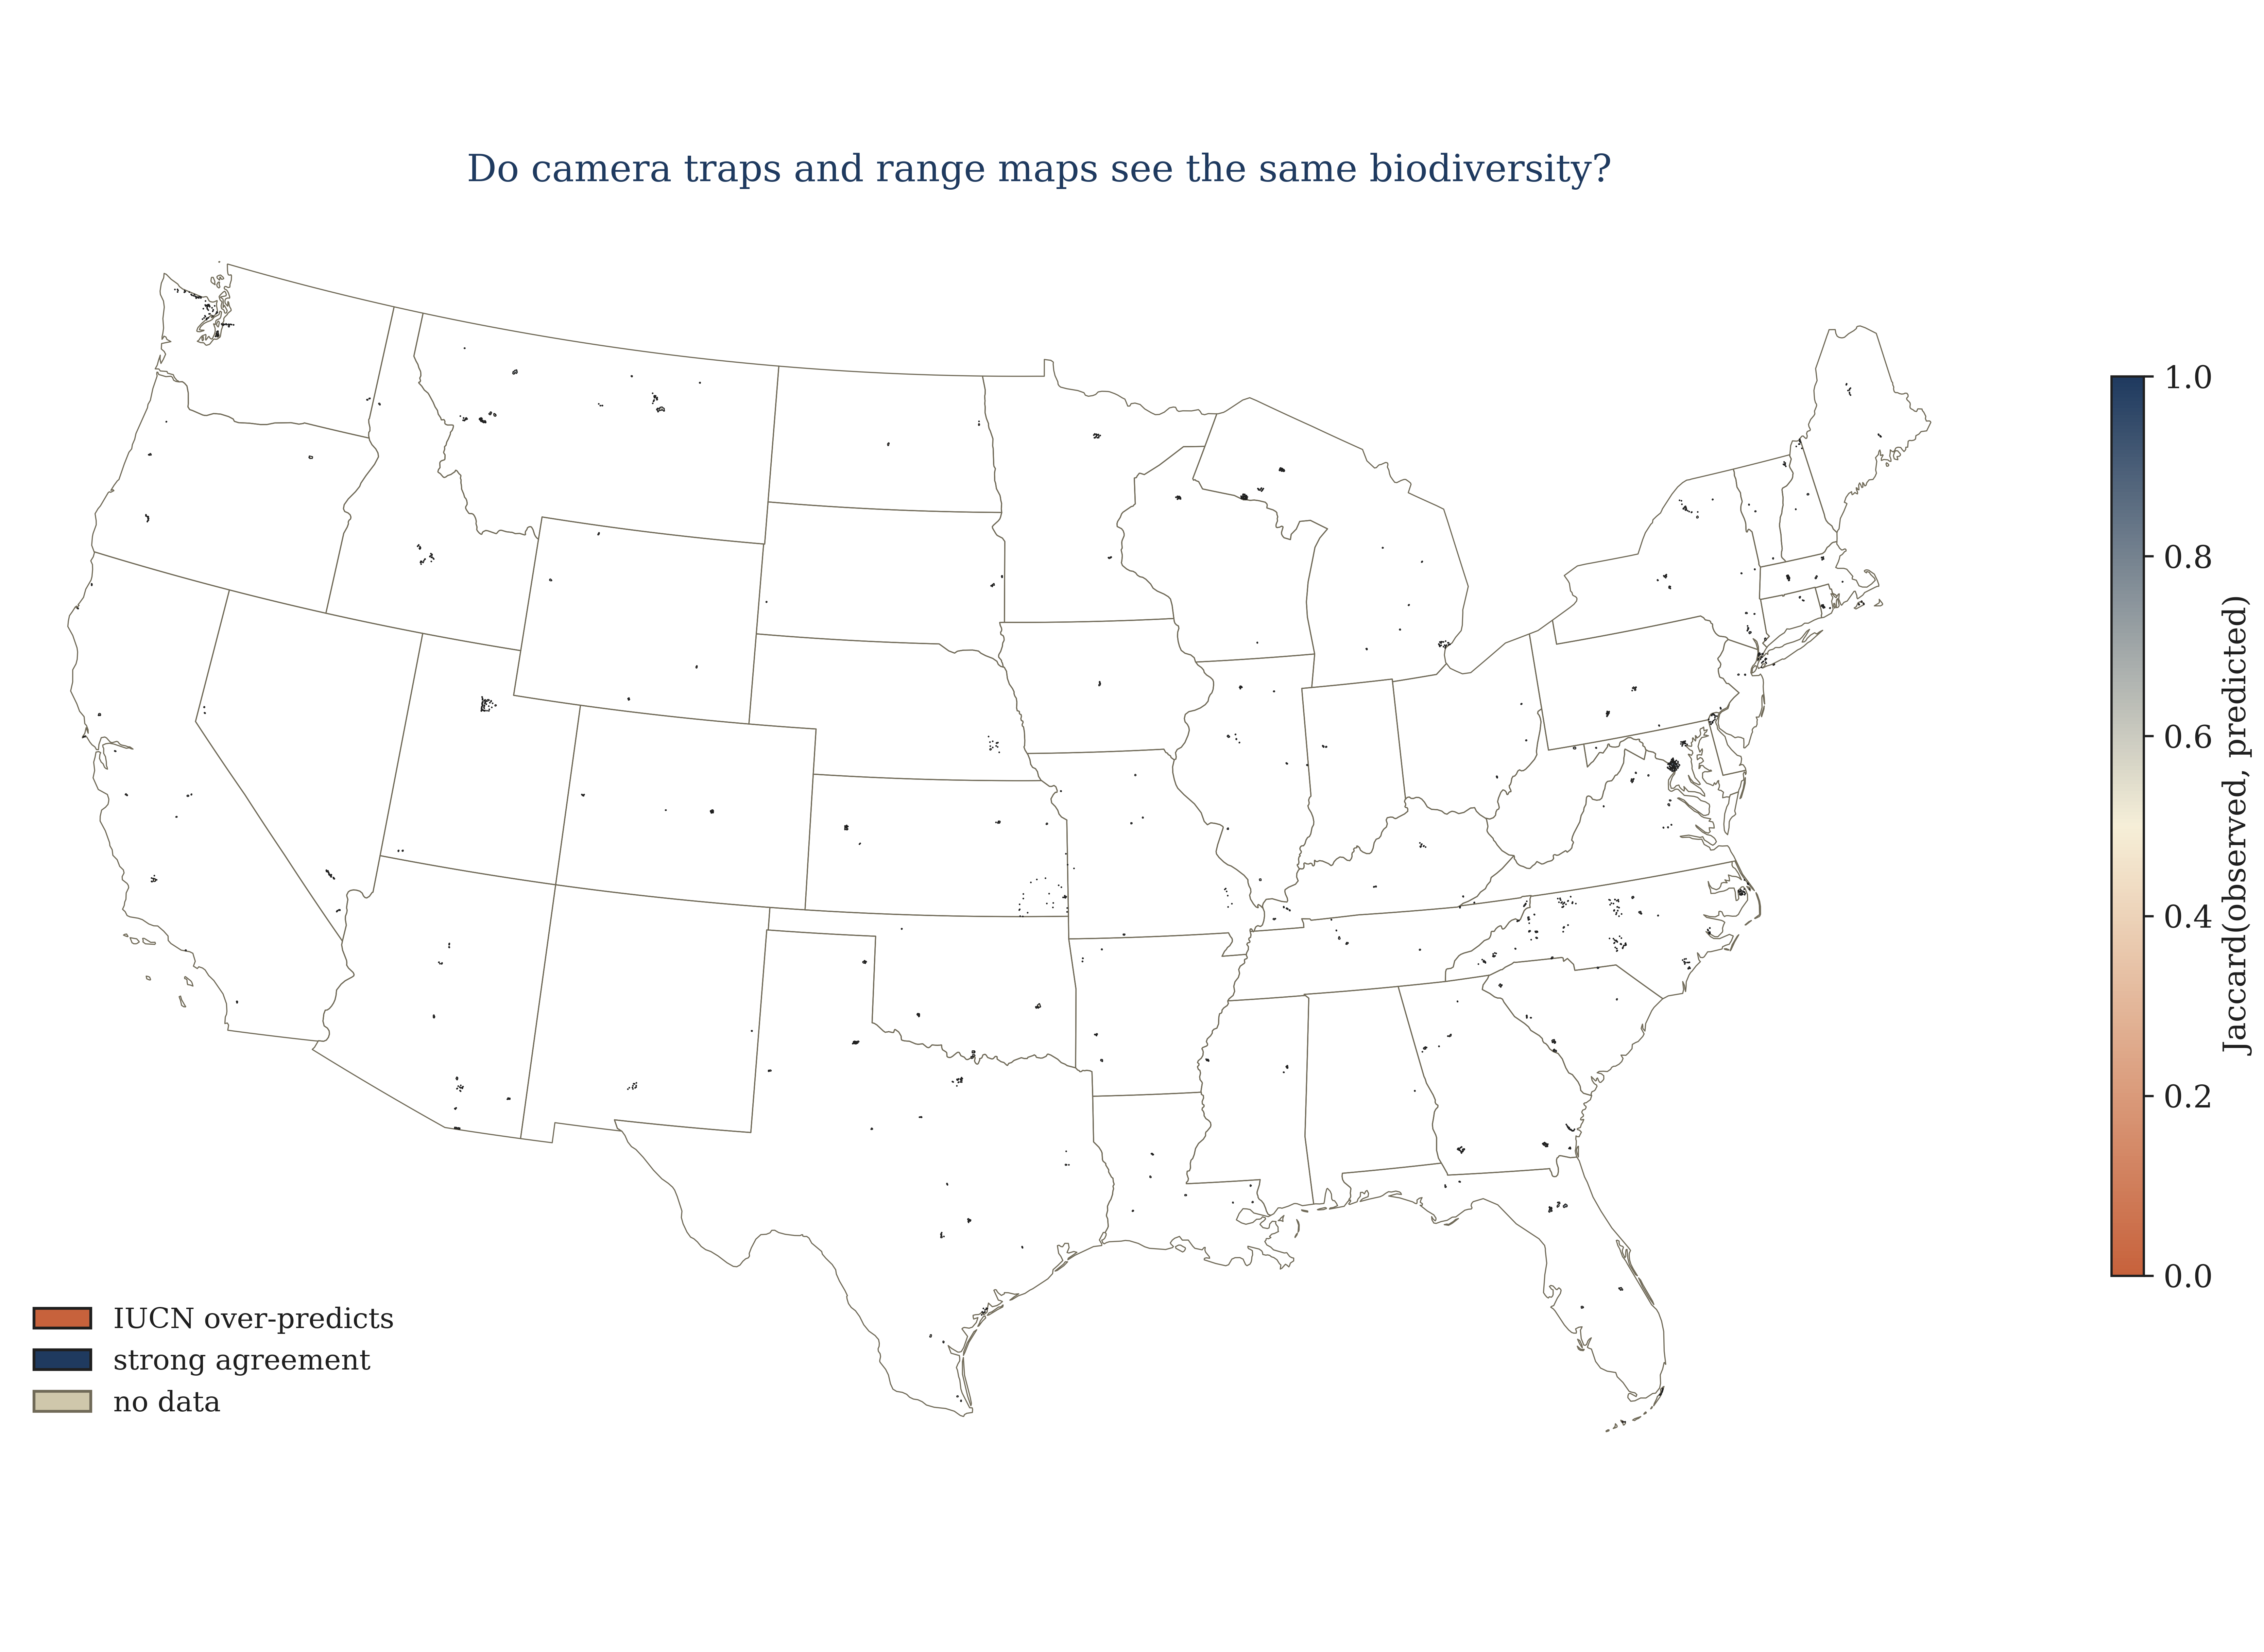 Do camera traps and range maps see the same biodiversity?
1.0
0.8
0.6
0.4
0.2
0.0
Jaccard(observed, predicted)
IUCN over-predicts
strong agreement
no data